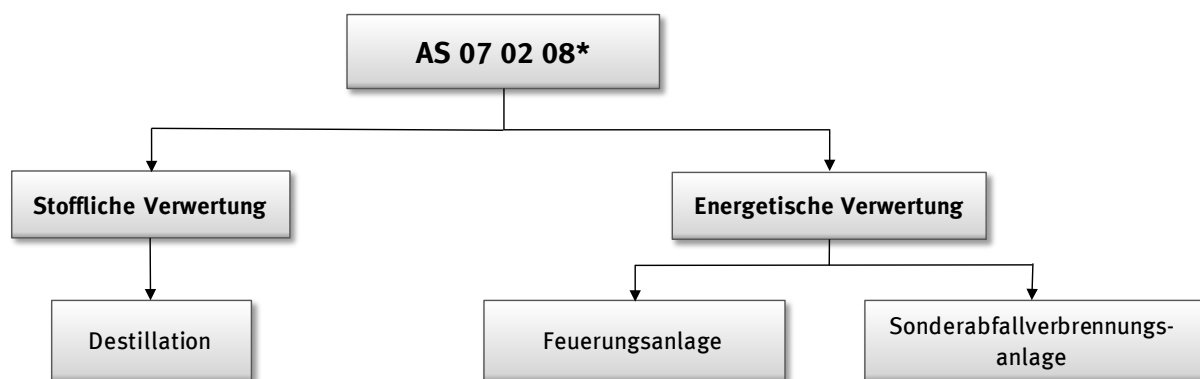 AS 07 02 08*
Stoffliche Verwertung
Energetische Verwertung
Destillation
Feuerungsanlage
Sonderabfallverbrennungs-
anlage